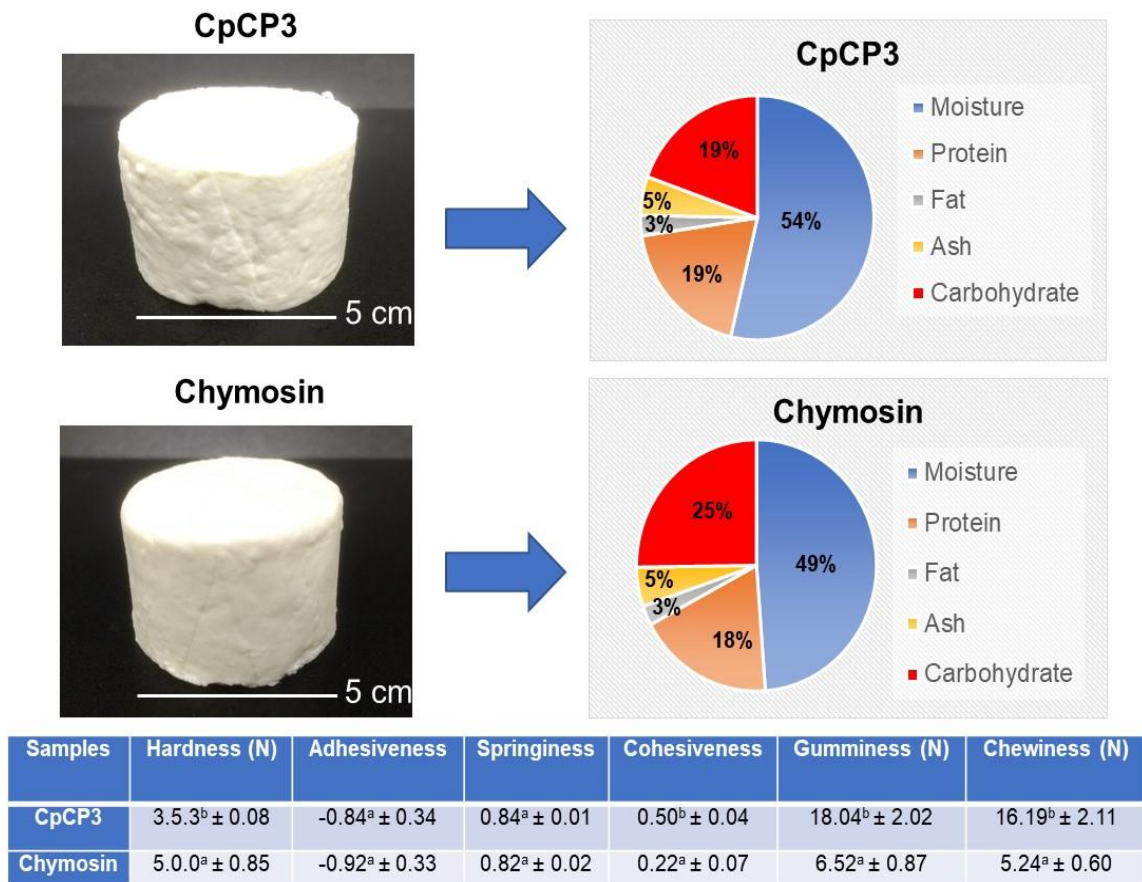 CpCP3
5 cm
CpCP3
19%
5%
3%
19%
54%
Moisture
Protein
Fat
Ash
Carbohydrate
Chymosin
5 cm
Chymosin
25%
5%
3%
18%
49%
Moisture
Protein
Fat
Ash
Carbohydrate
Samples Hardness (N) Adhesiveness Springiness Cohesiveness Gumminess (N) Chewiness (N)
CpCP3 3.5.3ᵇ ± 0.08 -0.84ᵃ ± 0.34 0.84ᵃ ± 0.01 0.50ᵇ ± 0.04 18.04ᵇ ± 2.02 16.19ᵇ ± 2.11
Chymosin 5.0.0ᵃ ± 0.85 -0.92ᵃ ± 0.33 0.82ᵃ ± 0.02 0.22ᵃ ± 0.07 6.52ᵃ ± 0.87 5.24ᵃ ± 0.60